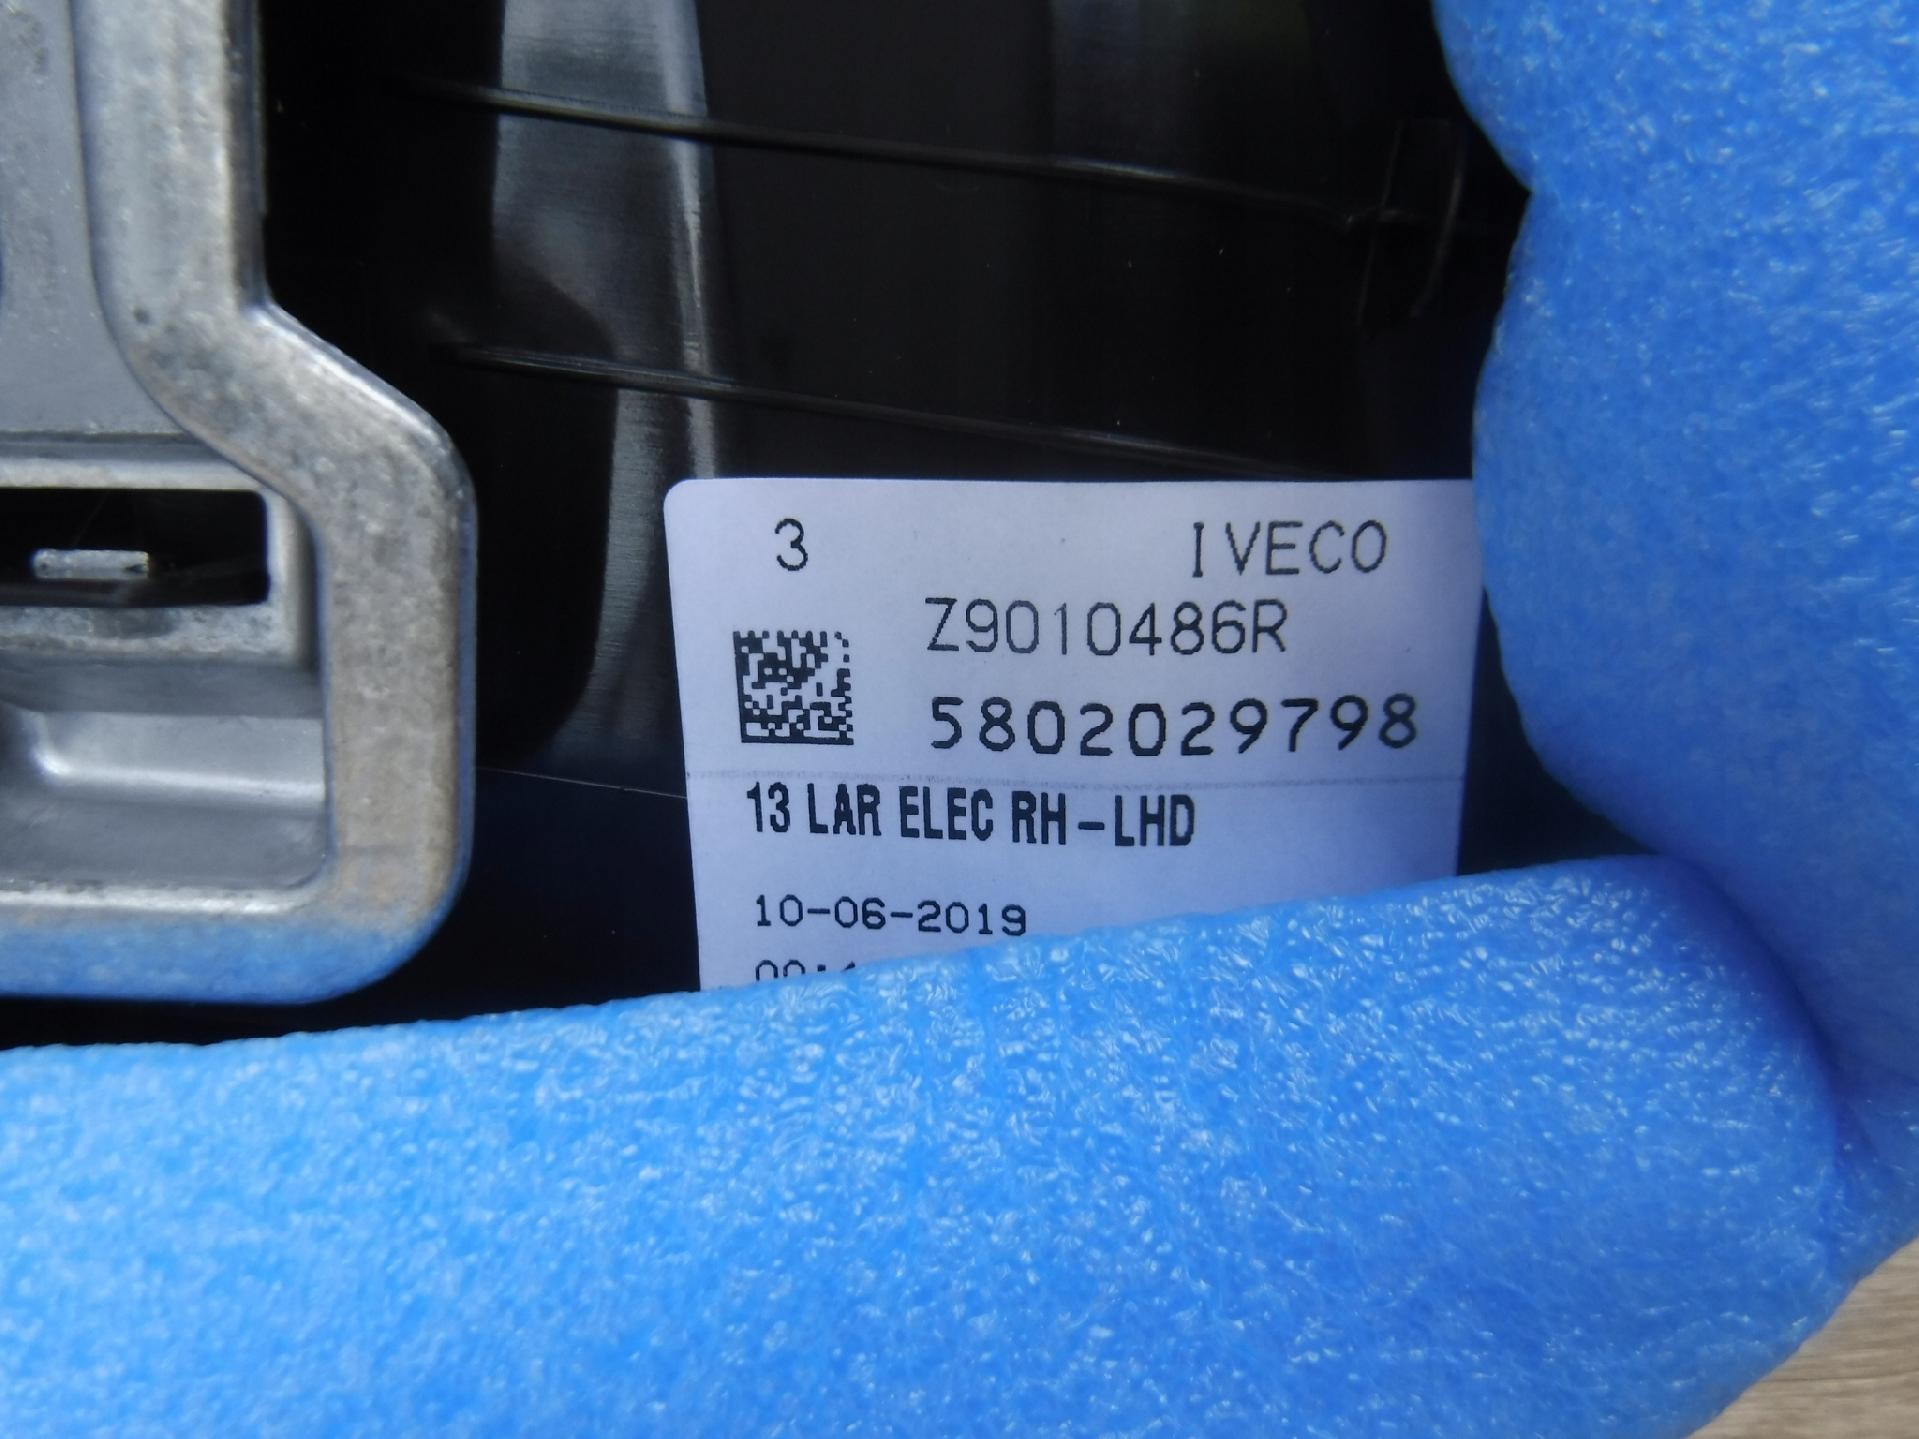 3 IVECO
Z9010486R
5802029798
13 LAR ELEC RH-LHD
10-06-2019